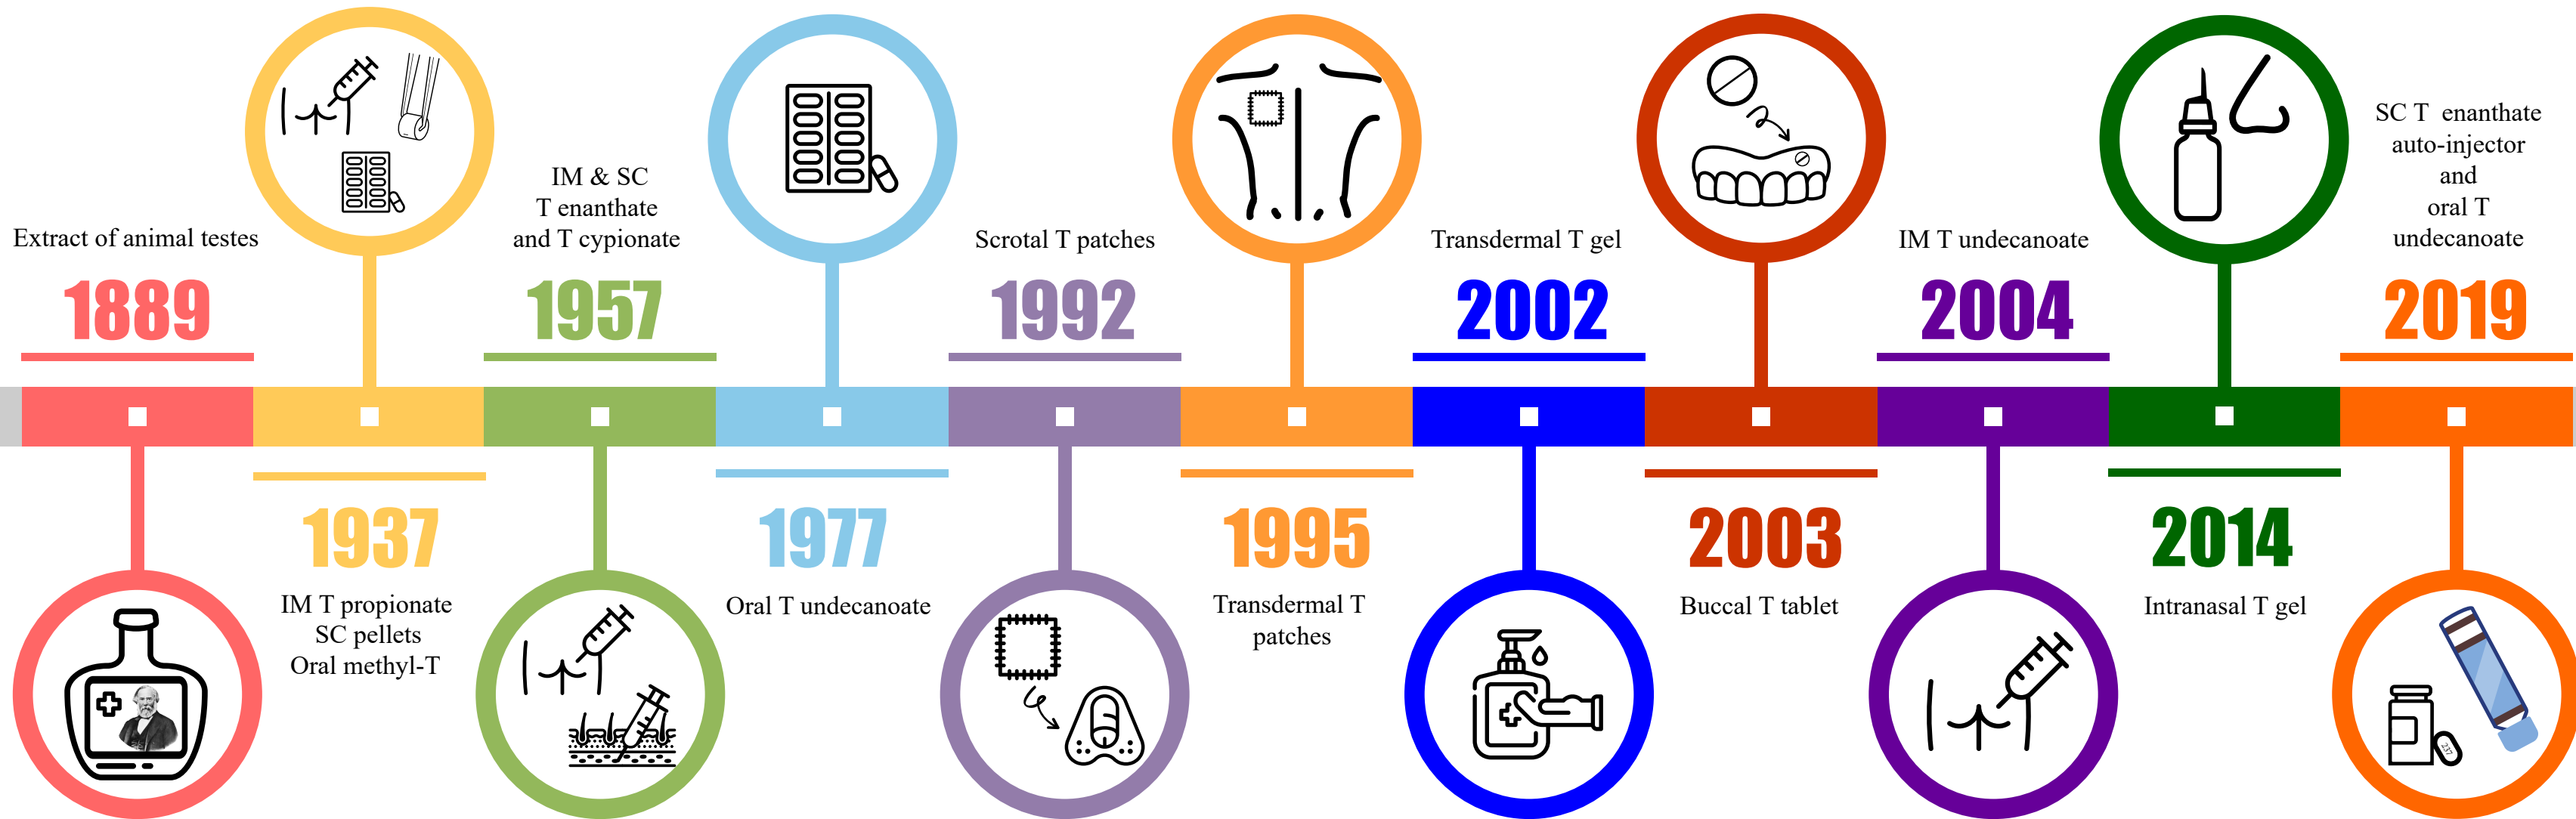 Extract of animal testes
1889
1937
IM T propionate
SC pellets
Oral methyl-T
IM & SC
T enanthate
and T cypionate
1957
1977
Oral T undecanoate
Scrotal T patches
1992
1995
Transdermal T
patches
Transdermal T gel
2002
2003
Buccal T tablet
IM T undecanoate
2004
2014
Intranasal T gel
SC T enanthate
auto-injector
and
oral T
undecanoate
2019
237